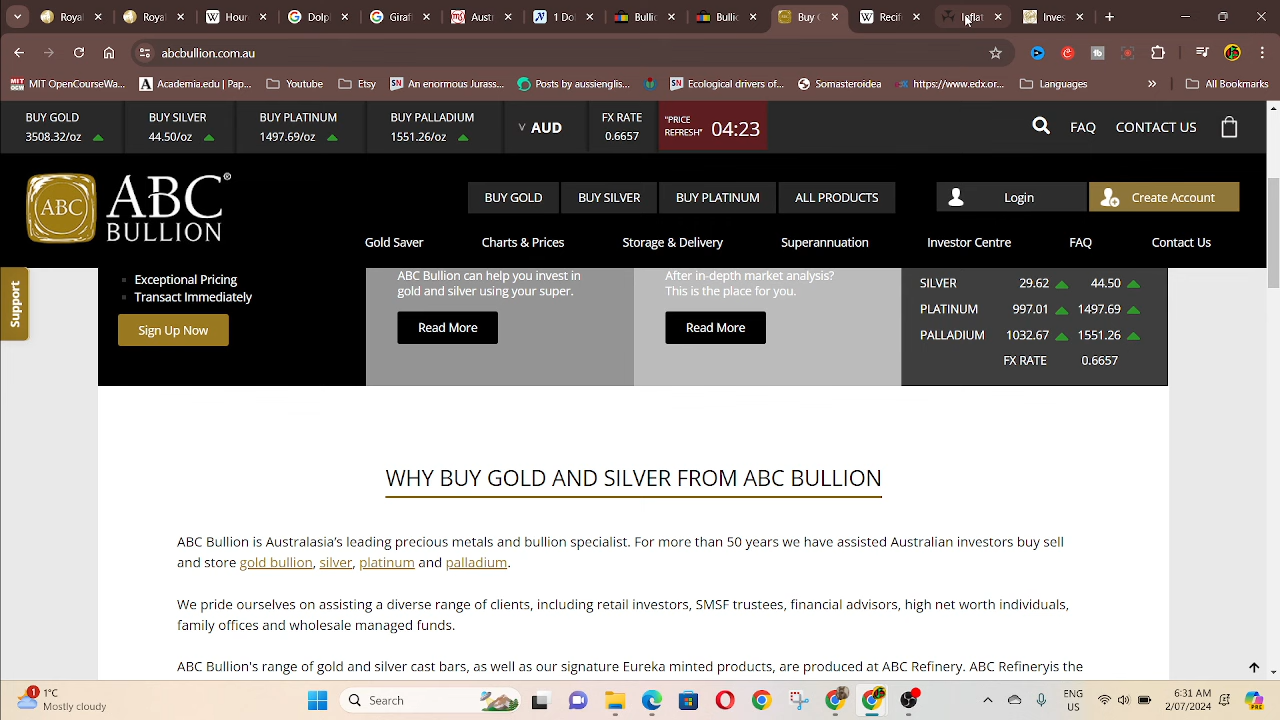 Dolp
Roya
Hour
Dolpl
Grafi
Austr
1 Do
Bulli
Bullic
Buy
Recif
Platin
Inves
abcbullion.com.au
MIT OpenCourseWa...
Academia.edu | Pap...
Youtube
Etsy
An enormous Jurass...
Posts by aussiengli...
Ecological drivers of...
Somateroidea
https://www.edx.or...
Languages
»
All Bookmarks
BUY GOLD
3508.32/oz
BUY SILVER
44.50/oz
BUY PLATINUM
1497.69/oz
BUY PALLADIUM
1551.26/oz
AUD
FX RATE
0.6657
"PRICE
REFRESH"
04:23
FAQ
CONTACT US
ABC
ABC®
BULLION
BUY GOLD
BUY SILVER
BUY PLATINUM
ALL PRODUCTS
Login
Create Account
Gold Saver
Charts & Prices
Storage & Delivery
Superannuation
Investor Centre
FAQ
Contact Us
Support
Exceptional Pricing
Transact Immediately
Sign Up Now
ABC Bullion can help you invest in
gold and silver using your super.
Read More
After in-depth market analysis?
This is the place for you.
Read More
SILVER 29.62 44.50
PLATINUM 997.01 1497.69
PALLADIUM 1032.67 1551.26
FX RATE 0.6657
WHY BUY GOLD AND SILVER FROM ABC BULLION
ABC Bullion is Australasia's leading precious metals and bullion specialist. For more than 50 years we have assisted Australian investors buy sell
and store gold bullion, silver, platinum and palladium.
We pride ourselves on assisting a diverse range of clients, including retail investors, SMSF trustees, financial advisors, high net worth individuals,
family offices and wholesale managed funds.
ABC Bullion's range of gold and silver cast bars, as well as our signature Eureka minted products, are produced at ABC Refinery. ABC Refineryis the
1
1°C
Mostly cloudy
Search
ENG
US
6:31 AM
2/07/2024